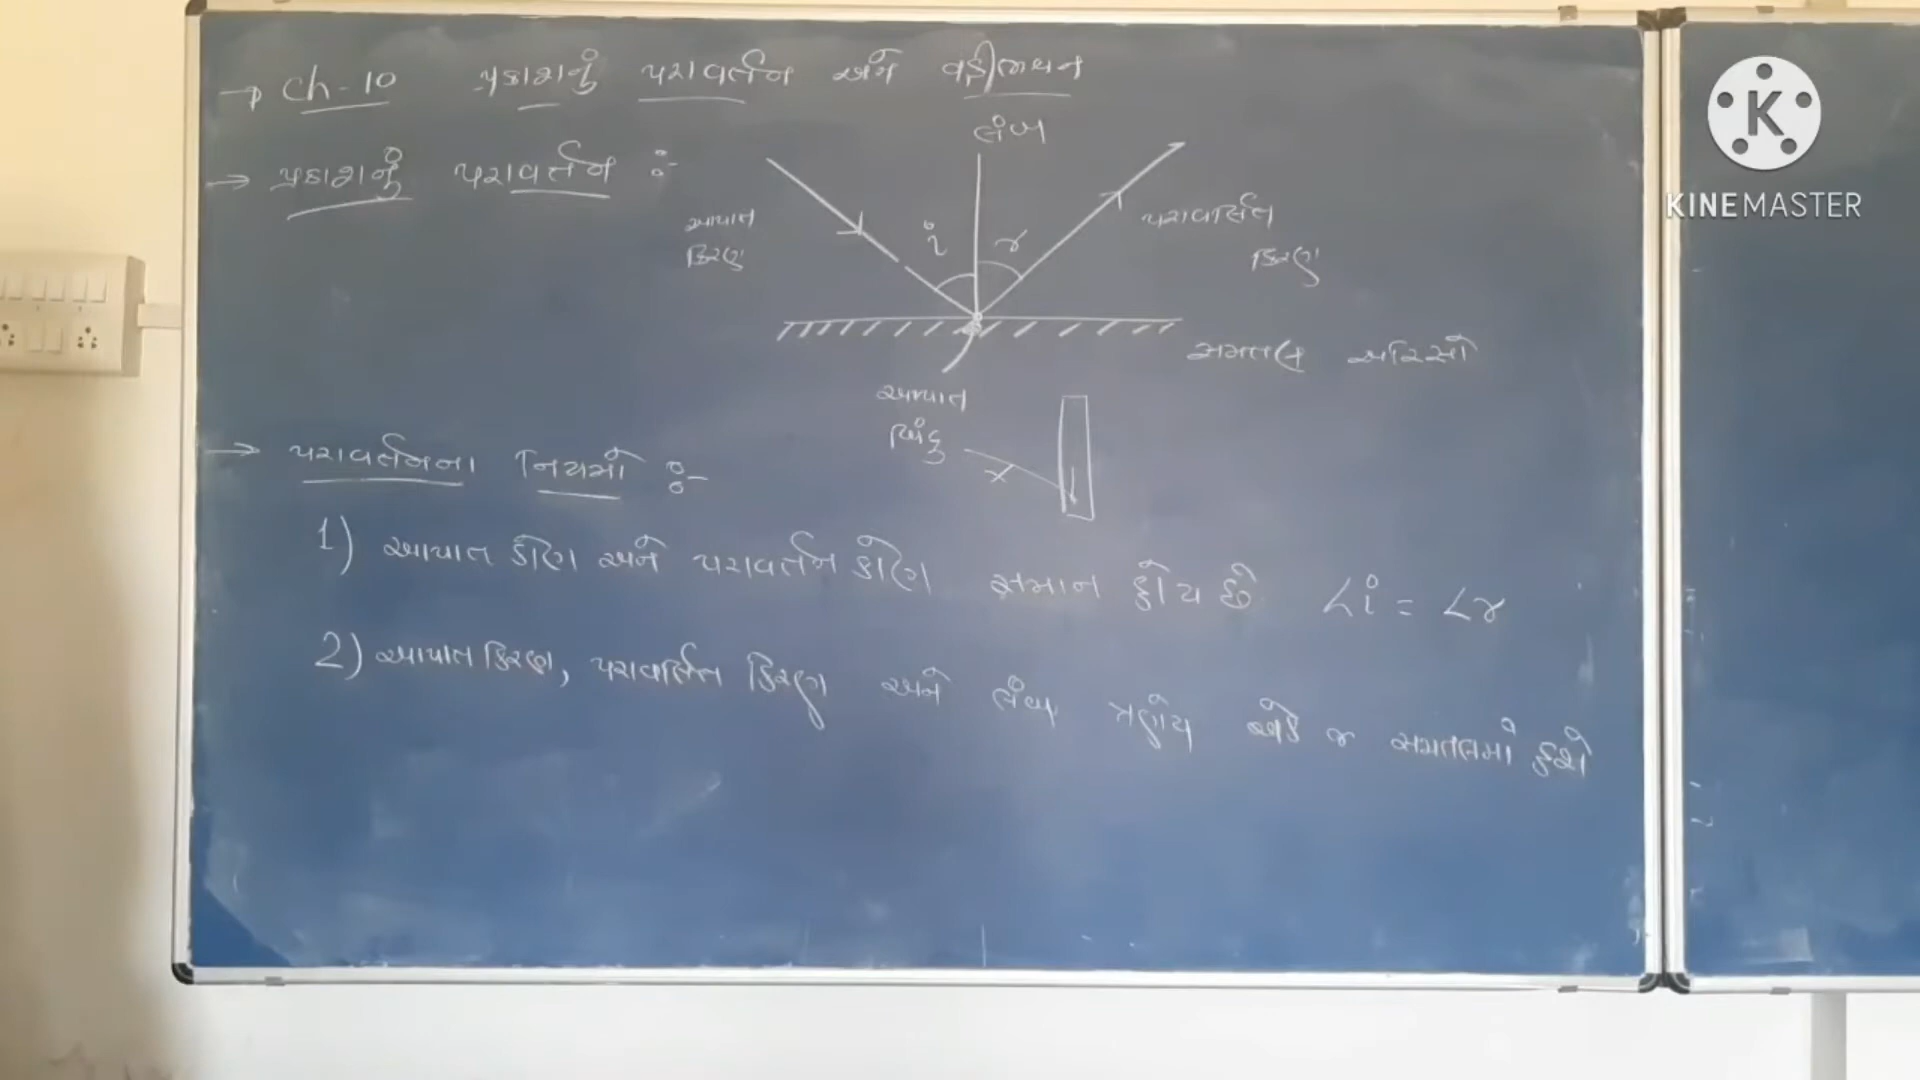 → Ch-10 પ્રકાશનું પરાવર્તન અને વક્રીભવન
→ પ્રકાશનું પરાવર્તન :-
લંબ
આપાત કિરણ
i
r
પરાવર્તિત કિરણ
સમતલ અરિસો
આપાત બિંદુ
→ પરાવર્તનના નિયમો :-
1) આપાત કોણ અને પરાવર્તન કોણ સમાન હોય છે ∠i = ∠r
2) આપાત કિરણ, પરાવર્તિત કિરણ અને લંબ ત્રણેય એક જ સમતલમાં હશે
K
KINEMASTER